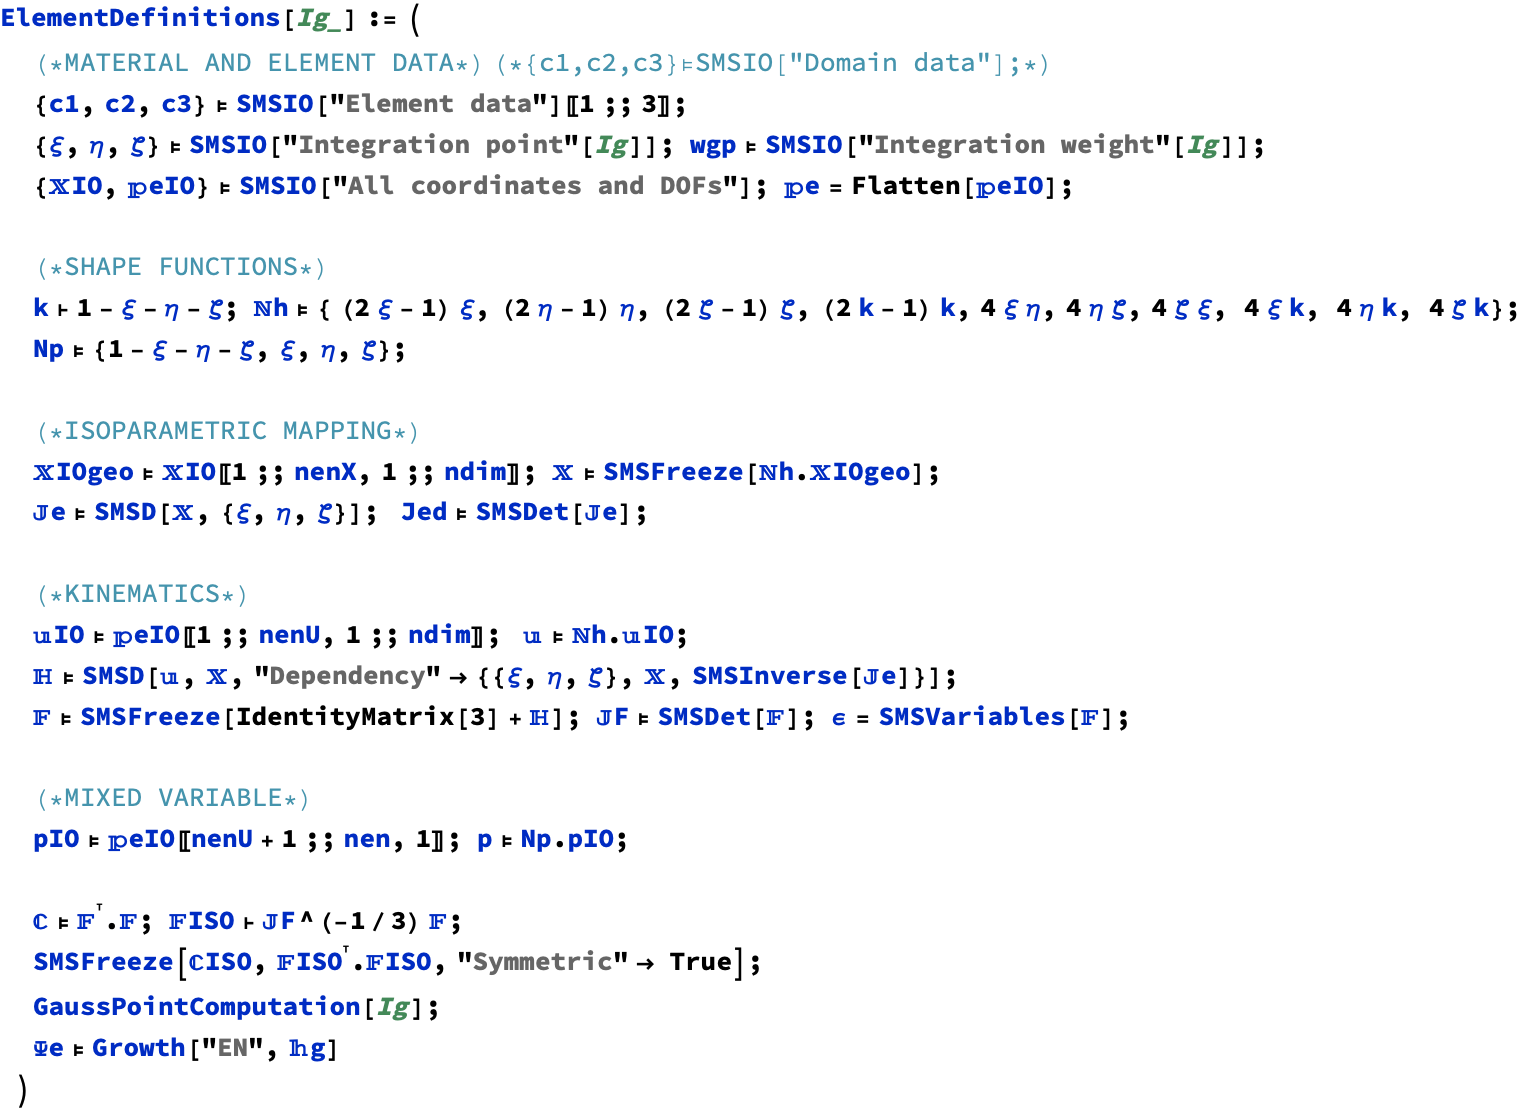 ElementDefinitions[Ig_] := (
(*MATERIAL AND ELEMENT DATA*) (*{c1,c2,c3}⊨SMSIO["Domain data"];*)
{c1, c2, c3} ⊨ SMSIO["Element data"]〚1 ;; 3〛;
{ξ, η, ζ} ⊨ SMSIO["Integration point"[Ig]]; wgp ⊨ SMSIO["Integration weight"[Ig]];
{𝕏IO, 𝕡eIO} ⊨ SMSIO["All coordinates and DOFs"]; 𝕡e = Flatten[𝕡eIO];
(*SHAPE FUNCTIONS*)
k ⊢ 1 - ξ - η - ζ; ℕh ⊨ { (2 ξ - 1) ξ, (2 η - 1) η, (2 ζ - 1) ζ, (2 k - 1) k, 4 ξ η, 4 η ζ, 4 ζ ξ, 4 ξ k, 4 η k, 4 ζ k};
Np ⊨ {1 - ξ - η - ζ, ξ, η, ζ};
(*ISOPARAMETRIC MAPPING*)
𝕏IOgeo ⊨ 𝕏IO〚1 ;; nenX, 1 ;; ndim〛; 𝕏 ⊨ SMSFreeze[ℕh.𝕏IOgeo];
𝕁e ⊨ SMSD[𝕏, {ξ, η, ζ}]; Jed ⊨ SMSDet[𝕁e];
(*KINEMATICS*)
𝕦IO ⊨ 𝕡eIO〚1 ;; nenU, 1 ;; ndim〛; 𝕦 ⊨ ℕh.𝕦IO;
ℍ ⊨ SMSD[𝕦, 𝕏, "Dependency" → {{ξ, η, ζ}, 𝕏, SMSInverse[𝕁e]}];
𝔽 ⊨ SMSFreeze[IdentityMatrix[3] + ℍ]; 𝕁F ⊨ SMSDet[𝔽]; ϵ = SMSVariables[𝔽];
(*MIXED VARIABLE*)
pIO ⊨ 𝕡eIO〚nenU + 1 ;; nen, 1〛; p ⊨ Np.pIO;
ℂ ⊨ 𝔽ᵀ.𝔽; 𝔽ISO ⊢ 𝕁F^(-1 / 3) 𝔽;
SMSFreeze[ℂISO, 𝔽ISOᵀ.𝔽ISO, "Symmetric" → True];
GaussPointComputation[Ig];
Ψe ⊨ Growth["EN", 𝕙g]
)